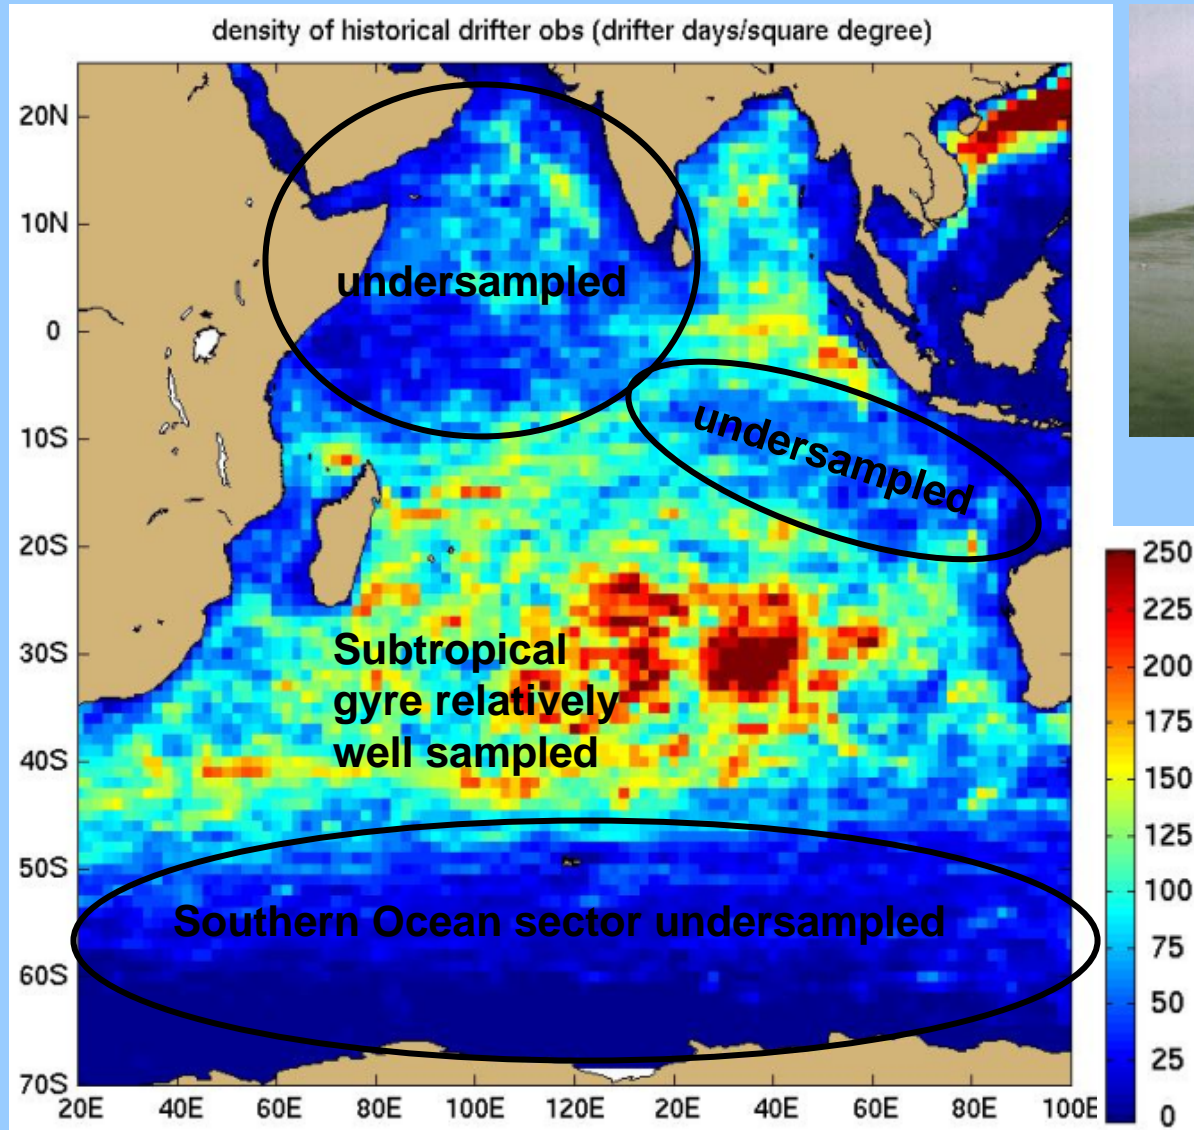 density of historical drifter obs (drifter days/square degree)
20N
10N
0
10S
20S
30S
40S
50S
60S
70S
undersampled
undersampled
Subtropical
gyre relatively
well sampled
Southern Ocean sector undersampled
20E 40E 60E 80E 100E 120E 20E 40E 60E 80E 100E
250
225
200
175
150
125
100
75
50
25
0